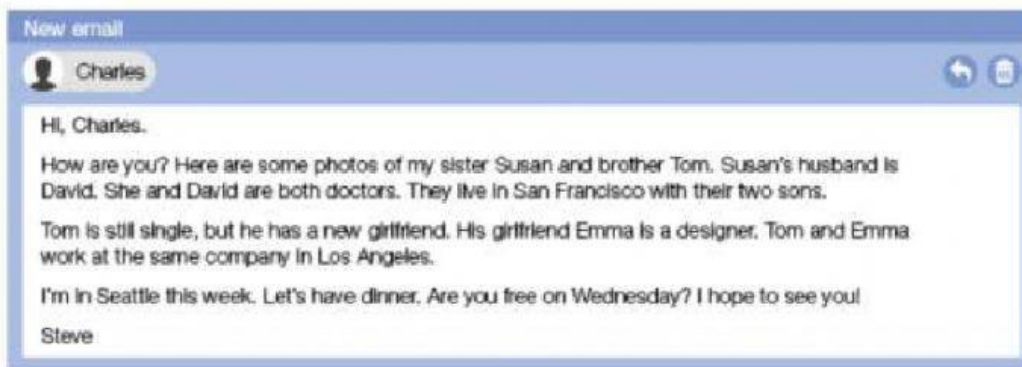 New email
Charles
Hi, Charles.
How are you? Here are some photos of my sister Susan and brother Tom. Susan's husband is
David. She and David are both doctors. They live in San Francisco with their two sons.
Tom is still single, but he has a new girlfriend. His girlfriend Emma is a designer. Tom and Emma
work at the same company in Los Angeles.
I'm in Seattle this week. Let's have dinner. Are you free on Wednesday? I hope to see you!
Steve